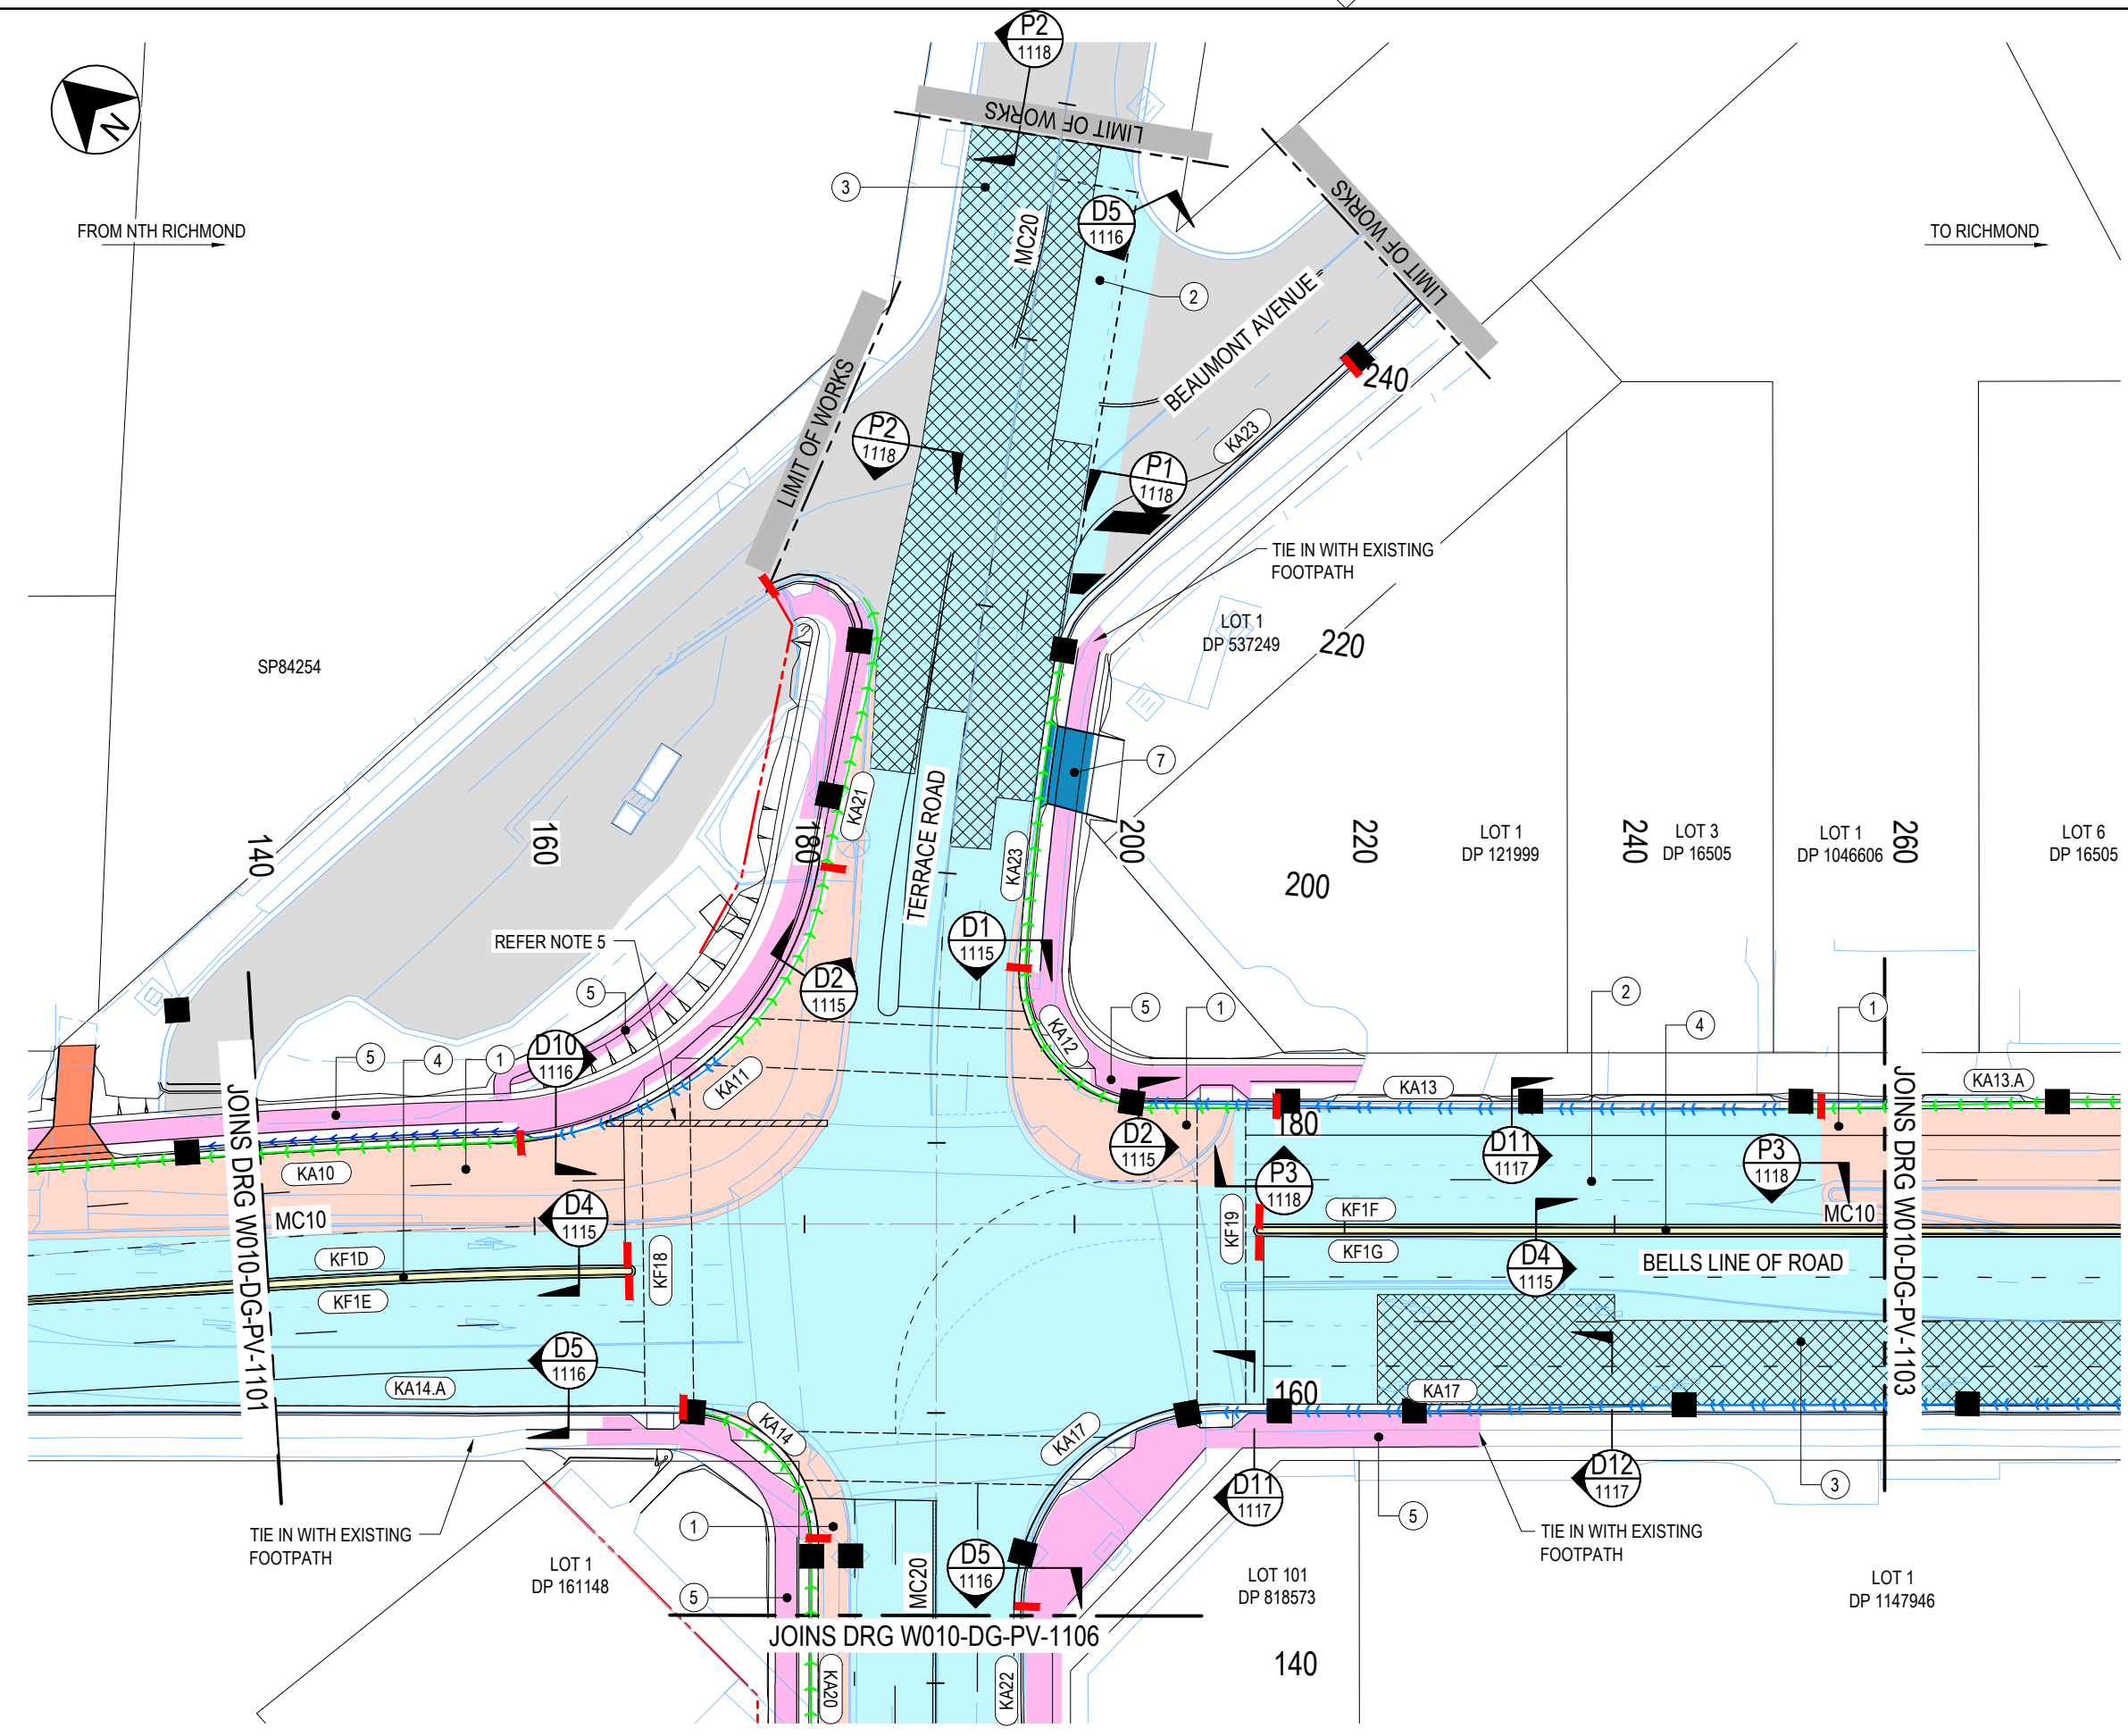 P2
1118
N
LIMIT OF WORKS
LIMIT OF WORKS
3
FROM NTH RICHMOND
TO RICHMOND
MC20
D5
1116
2
BEAUMONT AVENUE
240
LIMIT OF WORKS
P2
1118
KA23
P1
1118
TIE IN WITH EXISTING
FOOTPATH
LOT 1
DP 537249
220
SP84254
7
140
160
180
KA21
TERRACE ROAD
KA23
200
220
LOT 1
DP 121999
240
LOT 3
DP 16505
LOT 1
DP 1046606
260
LOT 6
DP 16505
200
REFER NOTE 5
D1
1115
D2
1115
5
5
4
1
D10
1116
KA11
KA12
5
1
2
4
1
KA13
KA13.A
JOINS DRG W010-DG-PV-1101
KA10
D2
1115
180
D11
1117
P3
1118
P3
1118
JOINS DRG W010-DG-PV-1103
MC10
D4
1115
KF19
KF1F
MC10
KF1D
KF18
KF1G
D4
1115
BELLS LINE OF ROAD
KF1E
D5
1116
KA14.A
160
KA17
KA14
KA17
3
D11
1117
D12
1117
5
TIE IN WITH EXISTING
FOOTPATH
1
TIE IN WITH EXISTING
FOOTPATH
LOT 1
DP 161148
5
MC20
D5
1116
LOT 101
DP 818573
LOT 1
DP 1147946
JOINS DRG W010-DG-PV-1106
140
KA20
KA22